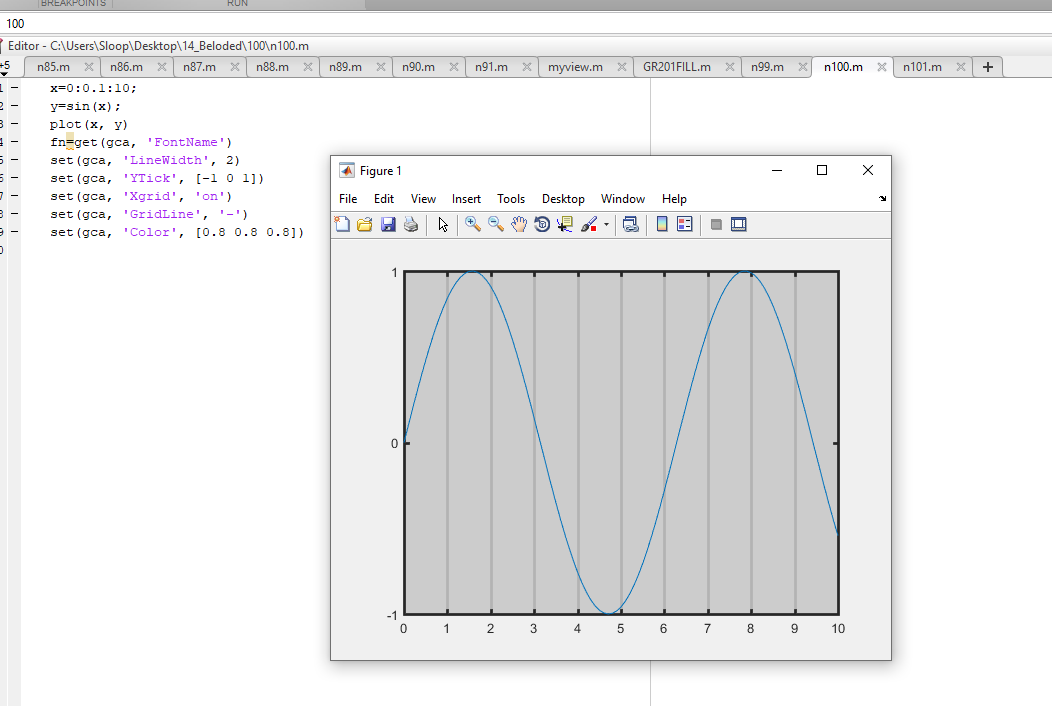 BREAKPOINTS RUN
100
Editor - C:\Users\Sloop\Desktop\14_Beloded\100\n100.m
+5 n85.m n86.m n87.m n88.m n89.m n90.m n91.m myview.m GR201FILL.m n99.m n100.m n101.m
x=0:0.1:10;
y=sin(x);
plot(x, y)
fn=get(gca, 'FontName')
set(gca, 'LineWidth', 2)
set(gca, 'YTick', [-1 0 1])
set(gca, 'Xgrid', 'on')
set(gca, 'GridLine', '-')
set(gca, 'Color', [0.8 0.8 0.8])
Figure 1
File Edit View Insert Tools Desktop Window Help
1
0
-1
0 1 2 3 4 5 6 7 8 9 10